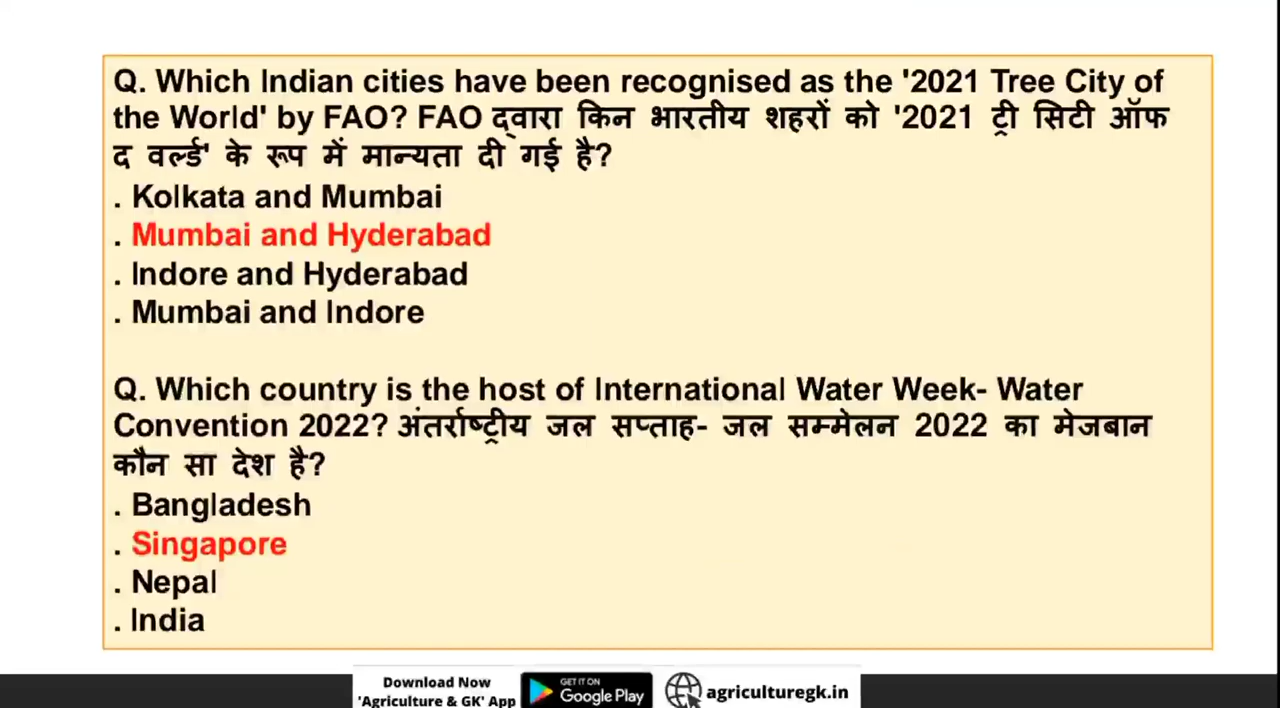 Q. Which Indian cities have been recognised as the '2021 Tree City of
the World' by FAO? FAO द्वारा किन भारतीय शहरों को '2021 ट्री सिटी ऑफ
द वर्ल्ड' के रूप में मान्यता दी गई है?
. Kolkata and Mumbai
. Mumbai and Hyderabad
. Indore and Hyderabad
. Mumbai and Indore
Q. Which country is the host of International Water Week- Water
Convention 2022? अंतर्राष्ट्रीय जल सप्ताह- जल सम्मेलन 2022 का मेजबान
कौन सा देश है?
. Bangladesh
. Singapore
. Nepal
. India
Download Now
'Agriculture & GK' App
GET IT ON
Google Play
agriculturegk.in